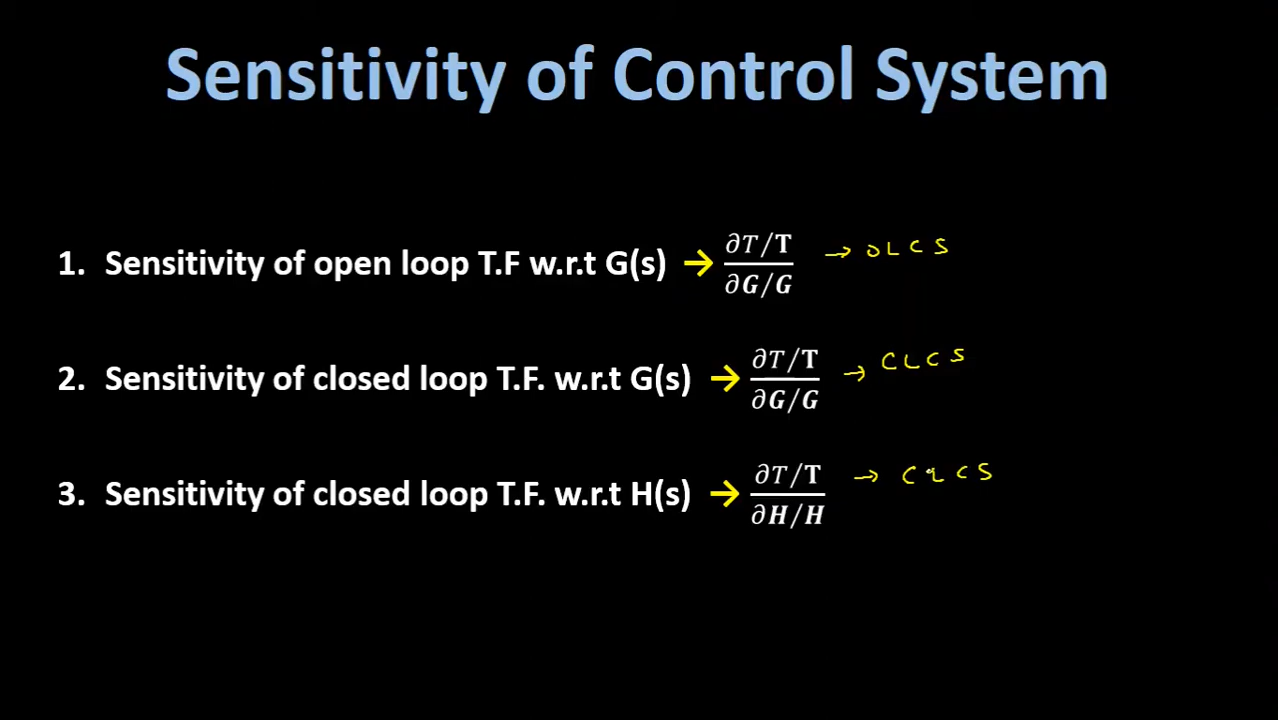 Sensitivity of Control System
1. Sensitivity of open loop T.F w.r.t G(s) → ∂T/T / ∂G/G → OLCS
2. Sensitivity of closed loop T.F. w.r.t G(s) → ∂T/T / ∂G/G → CLCS
3. Sensitivity of closed loop T.F. w.r.t H(s) → ∂T/T / ∂H/H → CLCS